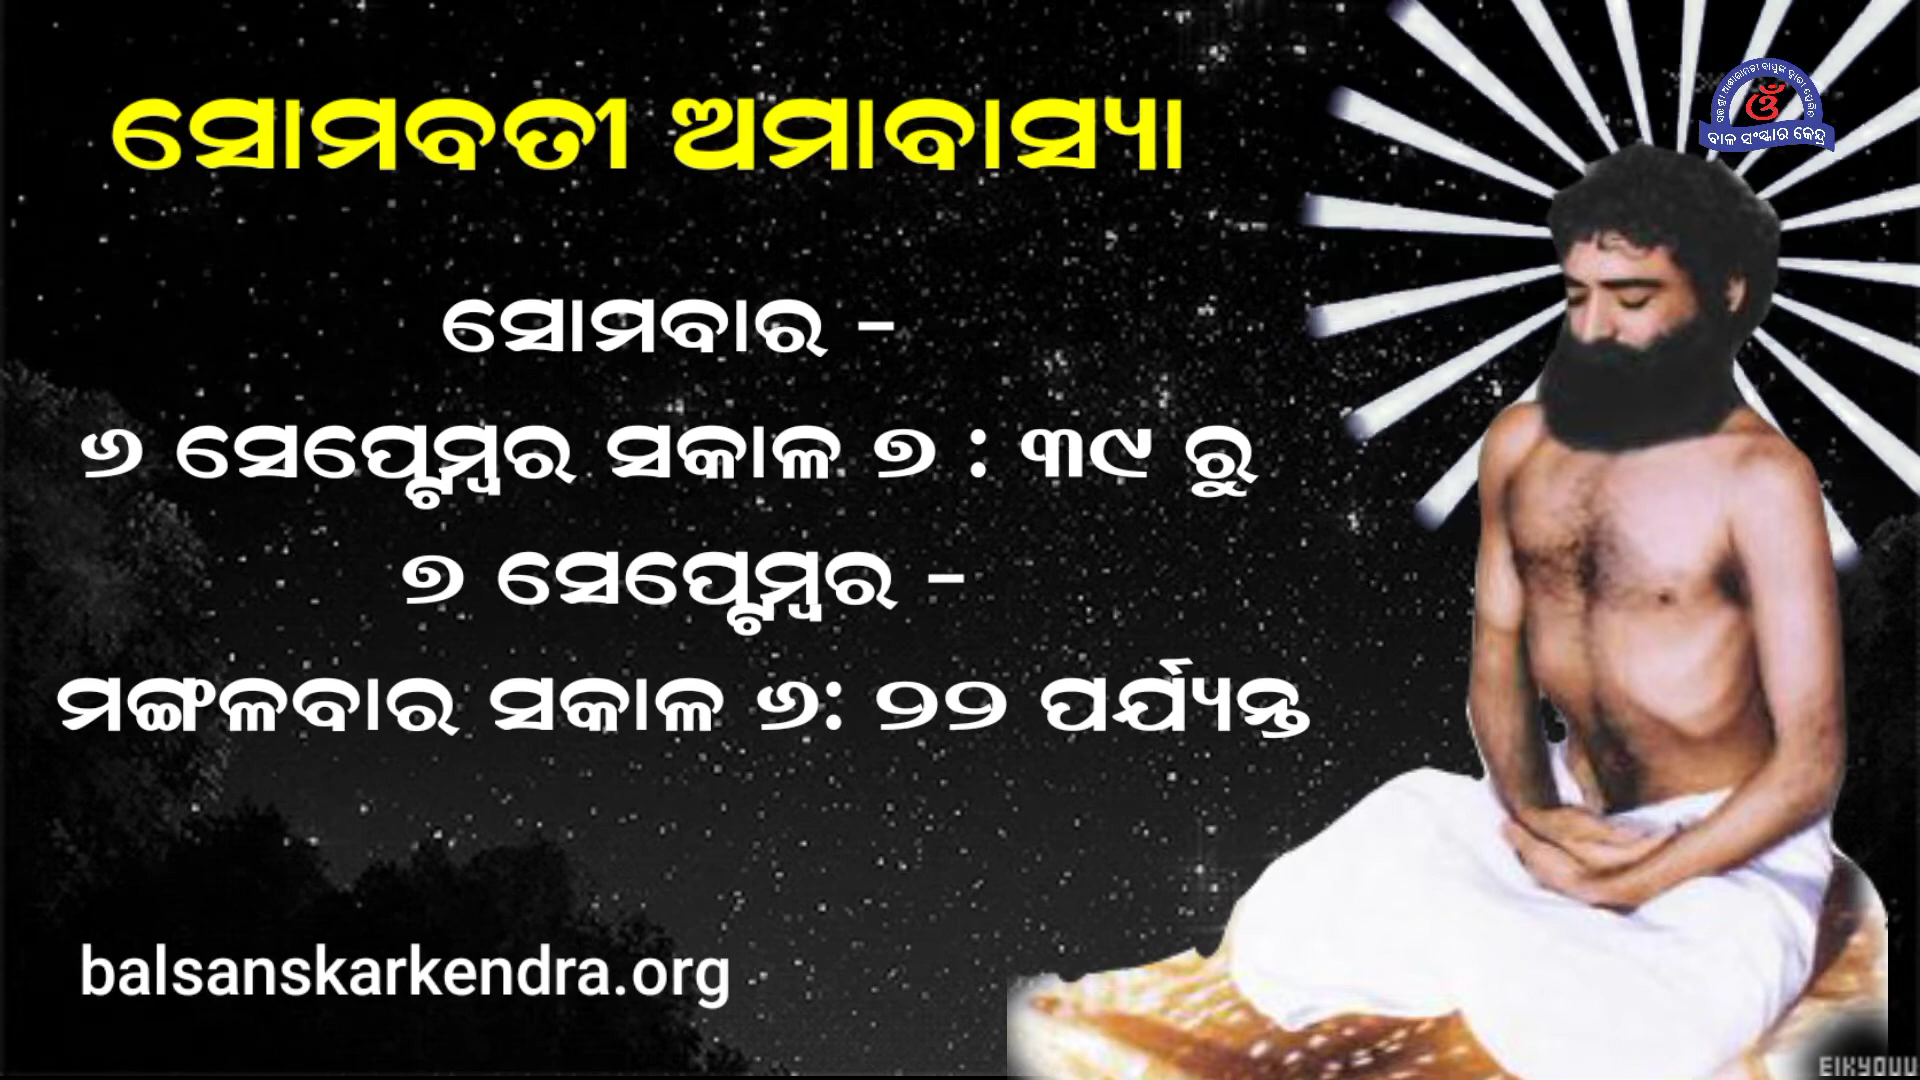 ସୋମବତୀ ଅମାବାସ୍ୟା
ବାଳ ସଂସ୍କାର କେନ୍ଦ୍ର
ସୋମବାର –
୬ ସେପ୍ଟେମ୍ବର ସକାଳ ୭ : ୩୯ ରୁ
୭ ସେପ୍ଟେମ୍ବର –
ମଙ୍ଗଳବାର ସକାଳ ୬: ୨୨ ପର୍ଯ୍ୟନ୍ତ
balsanskarkendra.org
EIKYOUU